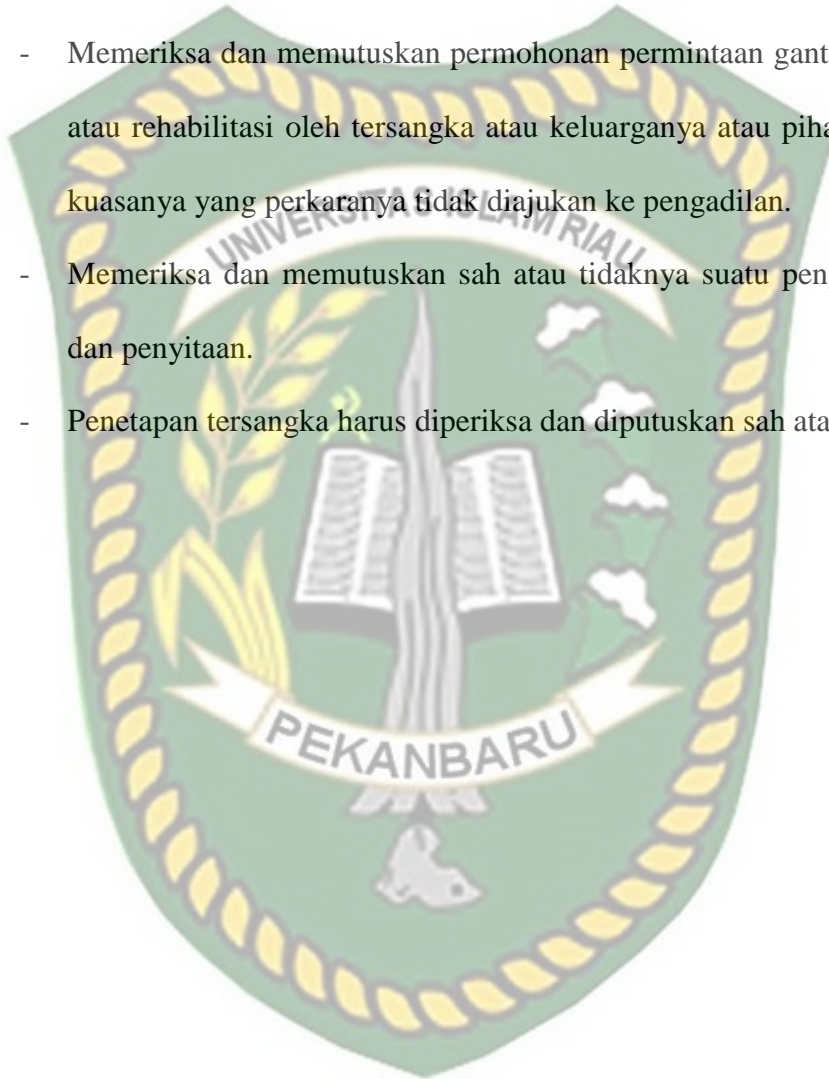 - Memeriksa dan memutuskan permohonan permintaan gant
atau rehabilitasi oleh tersangka atau keluarganya atau piha
kuasanya yang perkaranya tidak diajukan ke pengadilan.
UNIVERSITAS ISLAM RIAU
- Memeriksa dan memutuskan sah atau tidaknya suatu pen
dan penyitaan.
- Penetapan tersangka harus diperiksa dan diputuskan sah ata
PEKANBARU